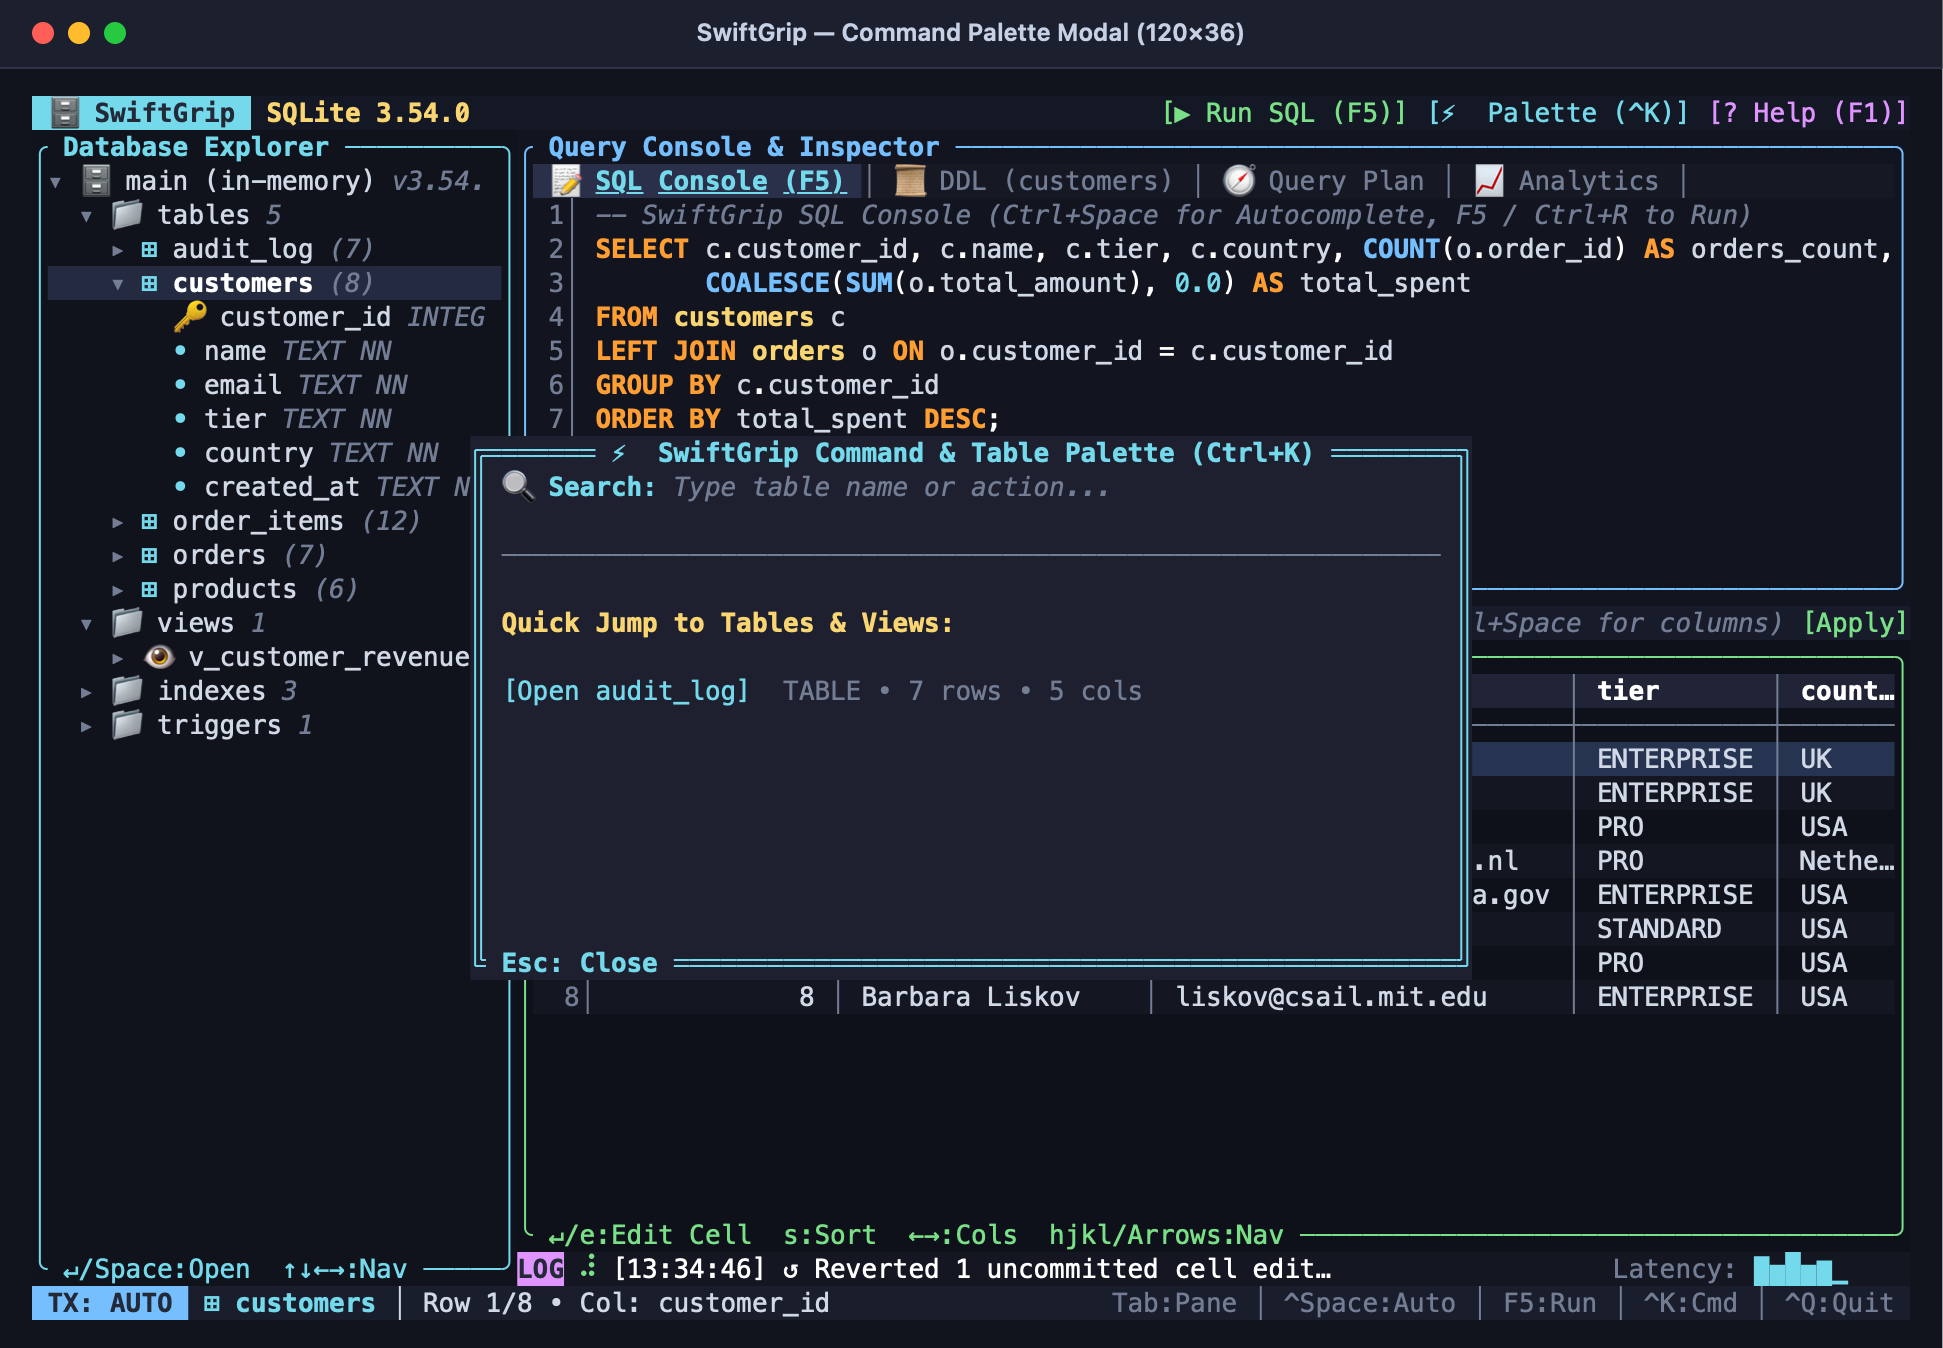 SwiftGrip — Command Palette Modal (120×36)
SwiftGrip SQLite 3.54.0 [▶ Run SQL (F5)] [⚡ Palette (^K)] [? Help (F1)]
Database Explorer
▾ main (in-memory) v3.54.
▾ tables 5
▸ ⊞ audit_log (7)
▾ ⊞ customers (8)
customer_id INTEG
• name TEXT NN
• email TEXT NN
• tier TEXT NN
• country TEXT NN
• created_at TEXT N
▸ ⊞ order_items (12)
▸ ⊞ orders (7)
▸ ⊞ products (6)
▾ views 1
▸ v_customer_revenue
▸ indexes 3
▸ triggers 1
↵/Space:Open ↑↓←→:Nav
Query Console & Inspector
SQL Console (F5) │ DDL (customers) │ Query Plan │ Analytics │
1 -- SwiftGrip SQL Console (Ctrl+Space for Autocomplete, F5 / Ctrl+R to Run)
2 SELECT c.customer_id, c.name, c.tier, c.country, COUNT(o.order_id) AS orders_count,
3 COALESCE(SUM(o.total_amount), 0.0) AS total_spent
4 FROM customers c
5 LEFT JOIN orders o ON o.customer_id = c.customer_id
6 GROUP BY c.customer_id
7 ORDER BY total_spent DESC;
⚡ SwiftGrip Command & Table Palette (Ctrl+K)
Search: Type table name or action...
Quick Jump to Tables & Views:
[Open audit_log] TABLE • 7 rows • 5 cols
Esc: Close
l+Space for columns) [Apply]
tier │ count…
ENTERPRISE │ UK
ENTERPRISE │ UK
PRO │ USA
.nl │ PRO │ Nethe…
a.gov │ ENTERPRISE │ USA
STANDARD │ USA
PRO │ USA
8│ 8 │ Barbara Liskov │ liskov@csail.mit.edu │ ENTERPRISE │ USA
↵/e:Edit Cell s:Sort ←→:Cols hjkl/Arrows:Nav
LOG [13:34:46] ↺ Reverted 1 uncommitted cell edit… Latency:
TX: AUTO ⊞ customers │ Row 1/8 • Col: customer_id Tab:Pane │ ^Space:Auto │ F5:Run │ ^K:Cmd │ ^Q:Quit